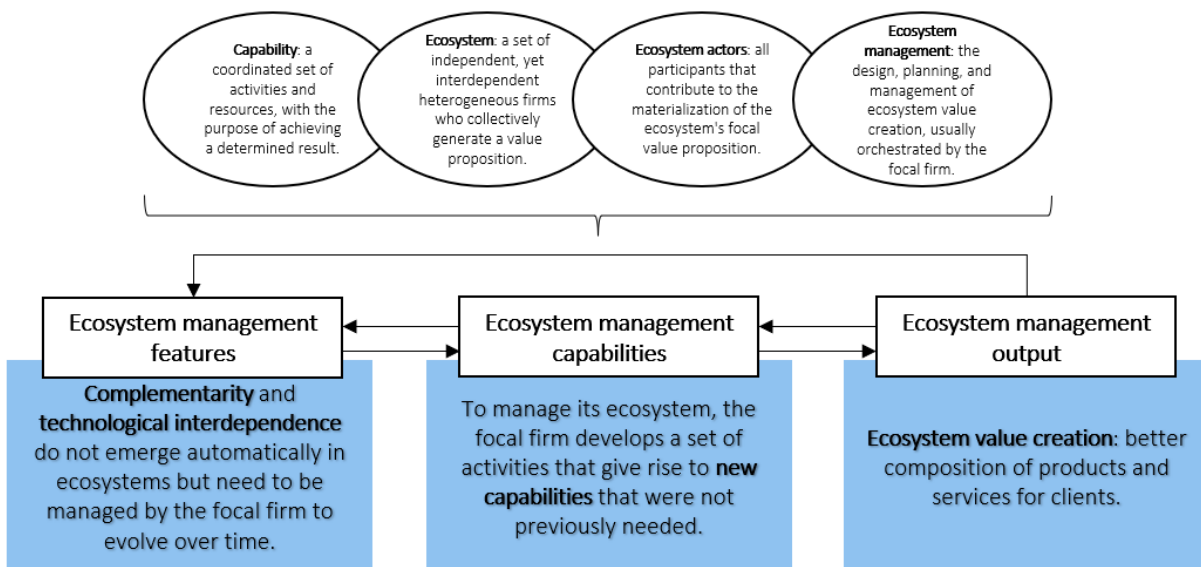 Capability: a
coordinated set of
activities and
resources, with the
purpose of achieving
a determined result.
Ecosystem: a set of
independent, yet
interdependent
heterogeneous firms
who collectively
generate a value
proposition.
Ecosystem actors: all
participants that
contribute to the
materialization of the
ecosystem's focal
value proposition.
Ecosystem
management: the
design, planning, and
management of
ecosystem value
creation, usually
orchestrated by the
focal firm.
Ecosystem management
features
Ecosystem management
capabilities
Ecosystem management
output
Complementarity and
technological interdependence
do not emerge automatically in
ecosystems but need to be
managed by the focal firm to
evolve over time.
To manage its ecosystem, the
focal firm develops a set of
activities that give rise to new
capabilities that were not
previously needed.
Ecosystem value creation: better
composition of products and
services for clients.